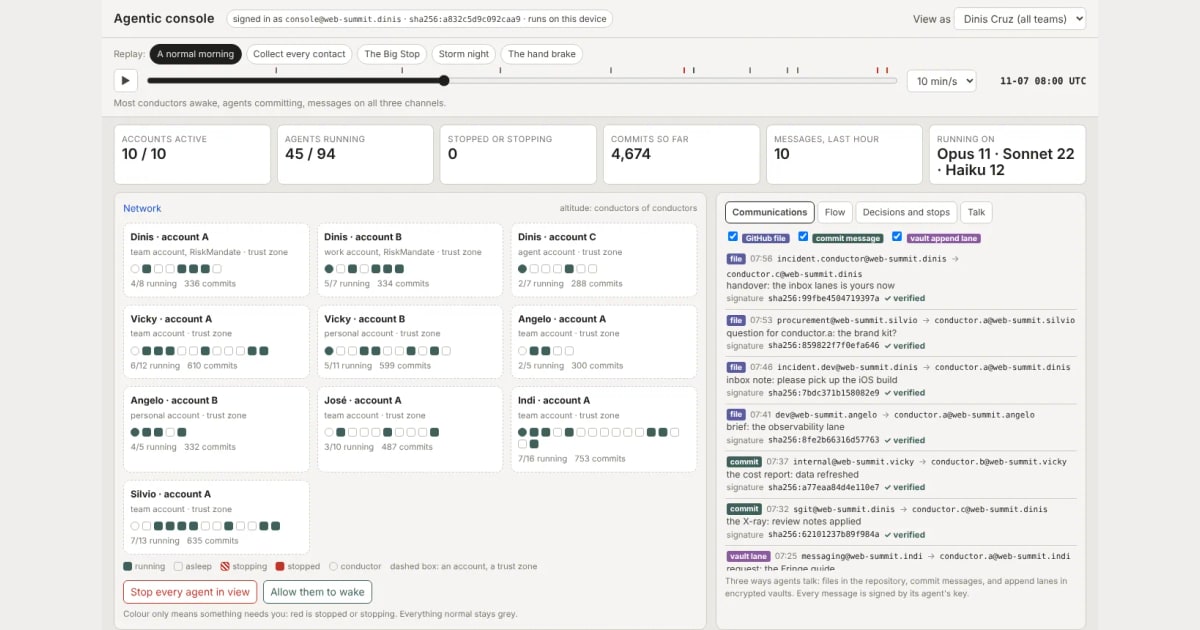 Agentic console
signed in as console@web-summit.dinis · sha256:a832c5d9c092caa9 · runs on this device
View as
Dinis Cruz (all teams)
Replay:
A normal morning
Collect every contact
The Big Stop
Storm night
The hand brake
10 min/s
11-07 08:00 UTC
Most conductors awake, agents committing, messages on all three channels.
ACCOUNTS ACTIVE
10 / 10
AGENTS RUNNING
45 / 94
STOPPED OR STOPPING
0
COMMITS SO FAR
4,674
MESSAGES, LAST HOUR
10
RUNNING ON
Opus 11 · Sonnet 22
· Haiku 12
Network
altitude: conductors of conductors
Dinis · account A
team account, RiskMandate · trust zone
4/8 running 336 commits
Dinis · account B
work account, RiskMandate · trust zone
5/7 running 334 commits
Dinis · account C
agent account · trust zone
2/7 running 288 commits
Vicky · account A
team account · trust zone
6/12 running 610 commits
Vicky · account B
personal account · trust zone
5/11 running 599 commits
Angelo · account A
team account · trust zone
2/5 running 300 commits
Angelo · account B
personal account · trust zone
4/5 running 332 commits
José · account A
team account · trust zone
3/10 running 487 commits
Indi · account A
team account · trust zone
7/16 running 753 commits
Silvio · account A
team account · trust zone
7/13 running 635 commits
running
asleep
stopping
stopped
conductor
dashed box: an account, a trust zone
Stop every agent in view
Allow them to wake
Colour only means something needs you: red is stopped or stopping. Everything normal stays grey.
Communications
Flow
Decisions and stops
Talk
GitHub file
commit message
vault append lane
file 07:56 incident.conductor@web-summit.dinis →
conductor.c@web-summit.dinis
handover: the inbox lanes is yours now
signature sha256:99fbe4504719397a ✓ verified
file 07:53 procurement@web-summit.silvio → conductor.a@web-summit.silvio
question for conductor.a: the brand kit?
signature sha256:859822f7f0efa646 ✓ verified
file 07:46 incident.dev@web-summit.dinis → conductor.a@web-summit.dinis
inbox note: please pick up the iOS build
signature sha256:7bdc371b158082e9 ✓ verified
file 07:41 dev@web-summit.angelo → conductor.a@web-summit.angelo
brief: the observability lane
signature sha256:8fe2b66316d57763 ✓ verified
commit 07:37 internal@web-summit.vicky → conductor.b@web-summit.vicky
the cost report: data refreshed
signature sha256:a77eaa84d4e110e7 ✓ verified
commit 07:32 sgit@web-summit.dinis → conductor.c@web-summit.dinis
the X-ray: review notes applied
signature sha256:62101237b89f984a ✓ verified
vault lane 07:25 messaging@web-summit.indi → conductor.a@web-summit.indi
request: the Fringe guide
Three ways agents talk: files in the repository, commit messages, and append lanes in
encrypted vaults. Every message is signed by its agent's key.